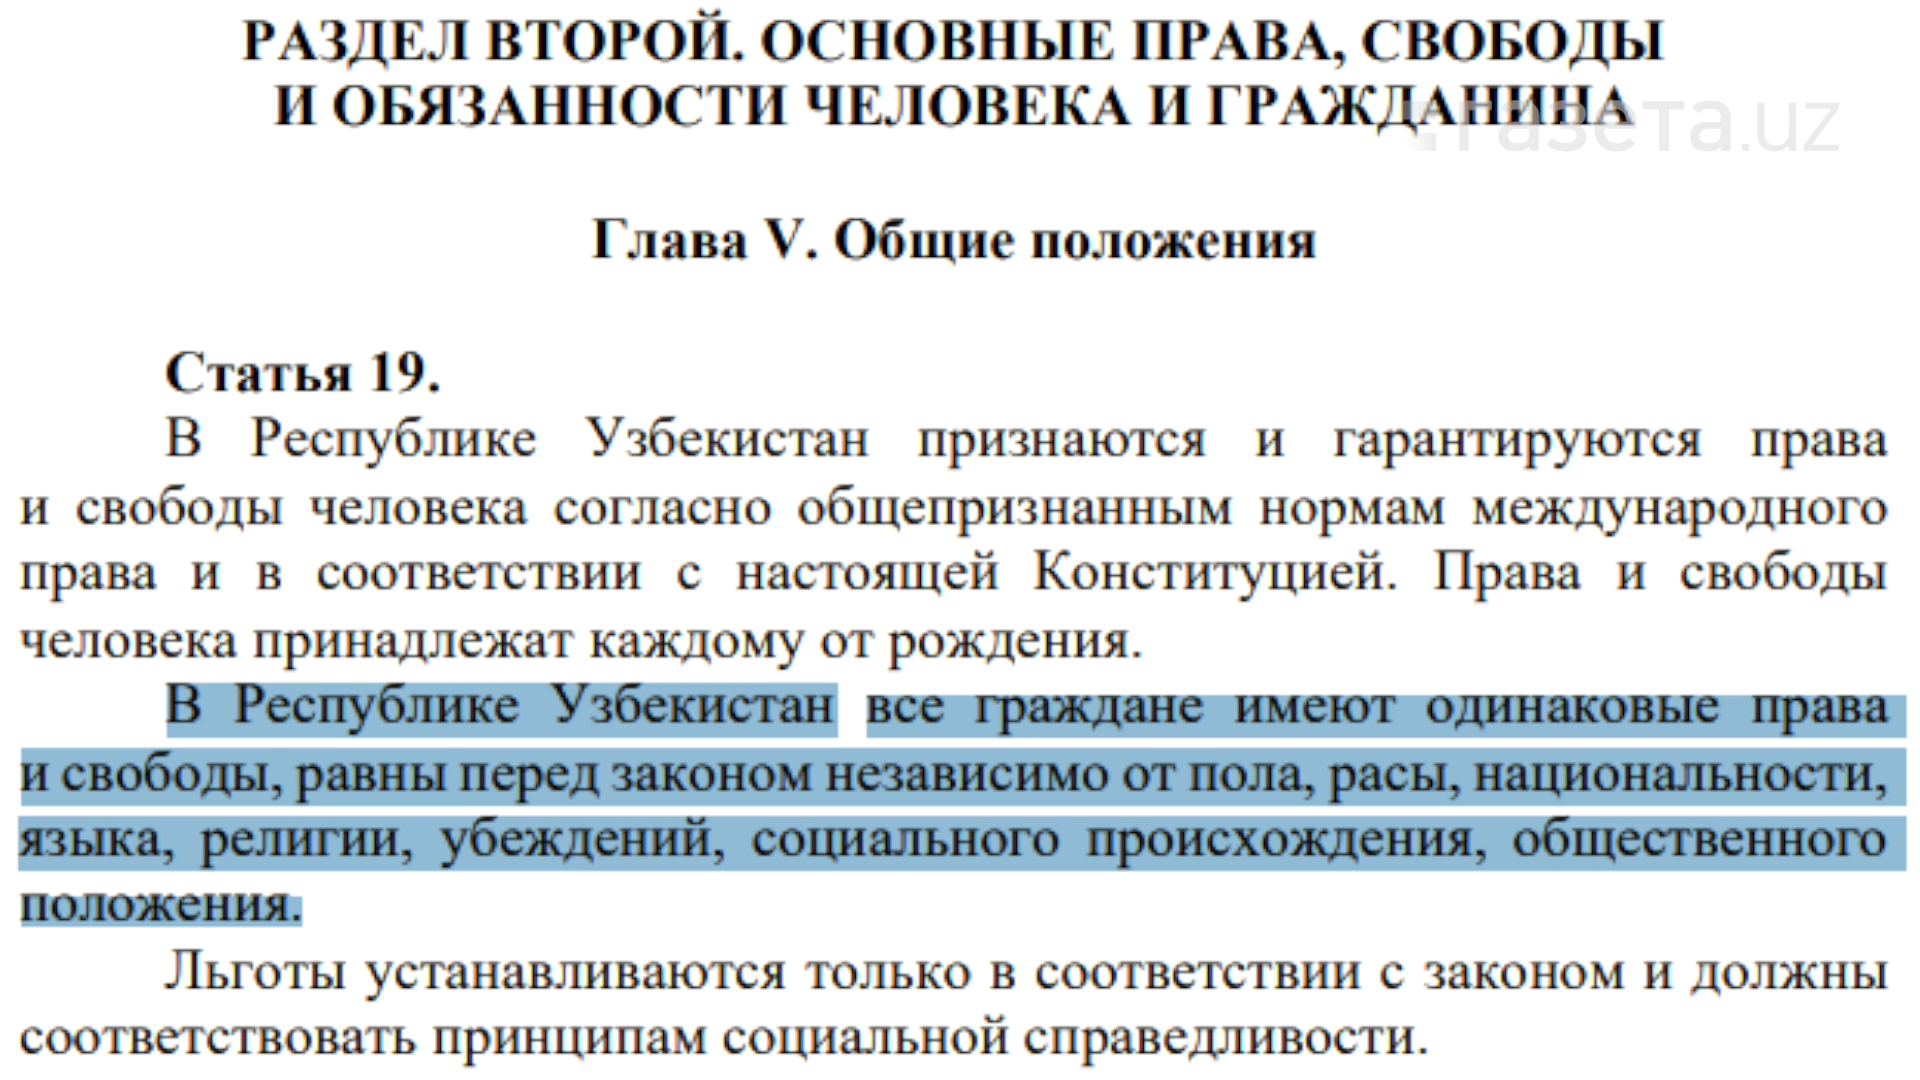 РАЗДЕЛ ВТОРОЙ. ОСНОВНЫЕ ПРАВА, СВОБОДЫ
И ОБЯЗАННОСТИ ЧЕЛОВЕКА И ГРАЖДАНИНА
газета.uz
Глава V. Общие положения
Статья 19.
В Республике Узбекистан признаются и гарантируются права
и свободы человека согласно общепризнанным нормам международного
права и в соответствии с настоящей Конституцией. Права и свободы
человека принадлежат каждому от рождения.
В Республике Узбекистан все граждане имеют одинаковые права
и свободы, равны перед законом независимо от пола, расы, национальности,
языка, религии, убеждений, социального происхождения, общественного
положения.
Льготы устанавливаются только в соответствии с законом и должны
соответствовать принципам социальной справедливости.